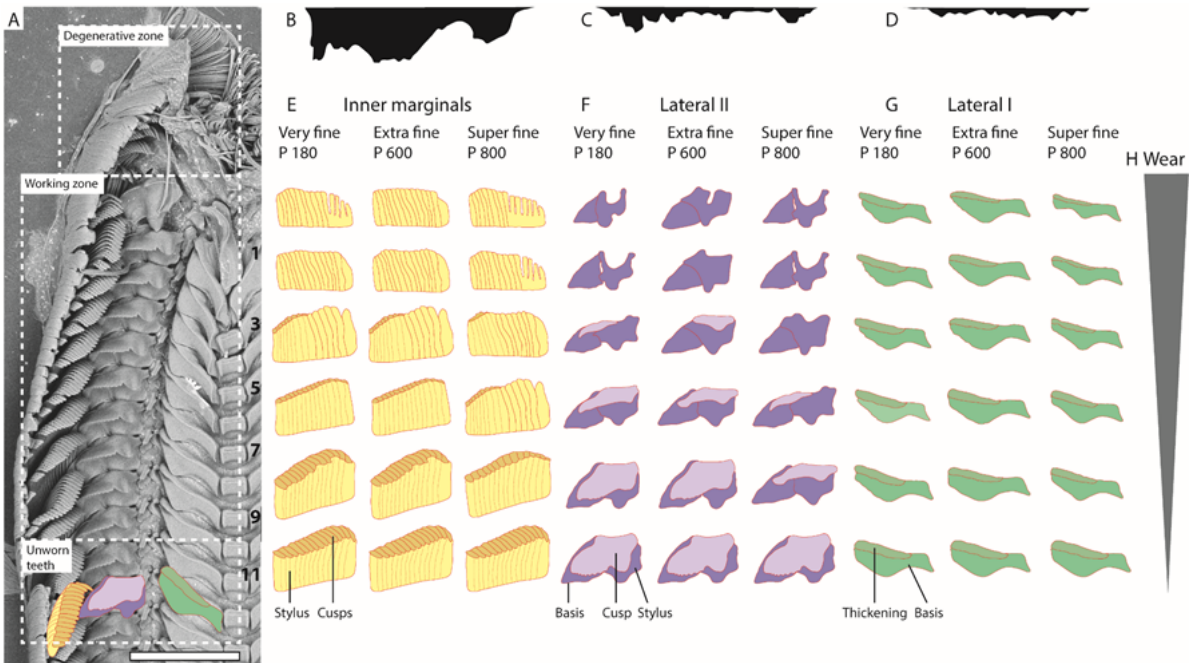 A
B
C
D
Degenerative zone
E Inner marginals
F Lateral II
G Lateral I
Very fine Extra fine Super fine
P 180 P 600 P 800
Very fine Extra fine Super fine
P 180 P 600 P 800
Very fine Extra fine Super fine
P 180 P 600 P 800
H Wear
Working zone
1
3
5
7
9
Unworn
teeth
11
Stylus Cusps
Basis Cusp Stylus
Thickening Basis